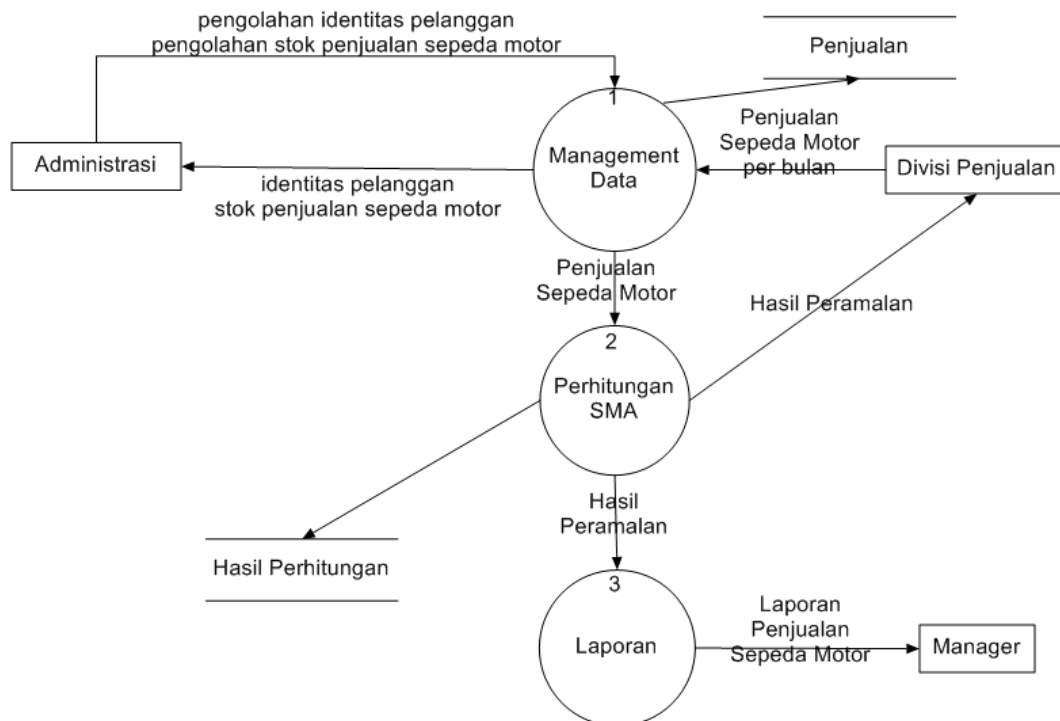 pengolahan identitas pelanggan
pengolahan stok penjualan sepeda motor
Penjualan
1
Management
Data
Penjualan
Sepeda Motor
per bulan
Administrasi
Divisi Penjualan
identitas pelanggan
stok penjualan sepeda motor
Penjualan
Sepeda Motor
Hasil Peramalan
2
Perhitungan
SMA
Hasil
Peramalan
Hasil Perhitungan
3
Laporan
Laporan
Penjualan
Sepeda Motor
Manager